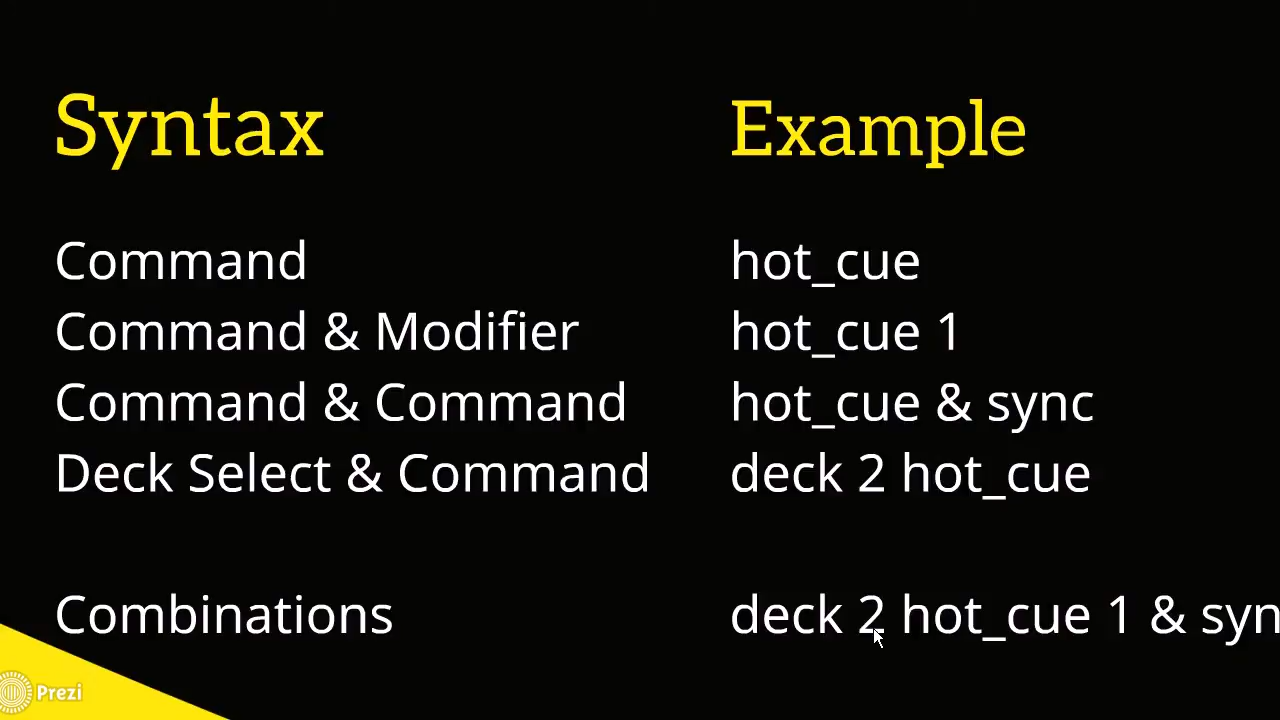 Syntax Example
Command hot_cue
Command & Modifier hot_cue 1
Command & Command hot_cue & sync
Deck Select & Command deck 2 hot_cue
Combinations deck 2 hot_cue 1 & syn
Prezi